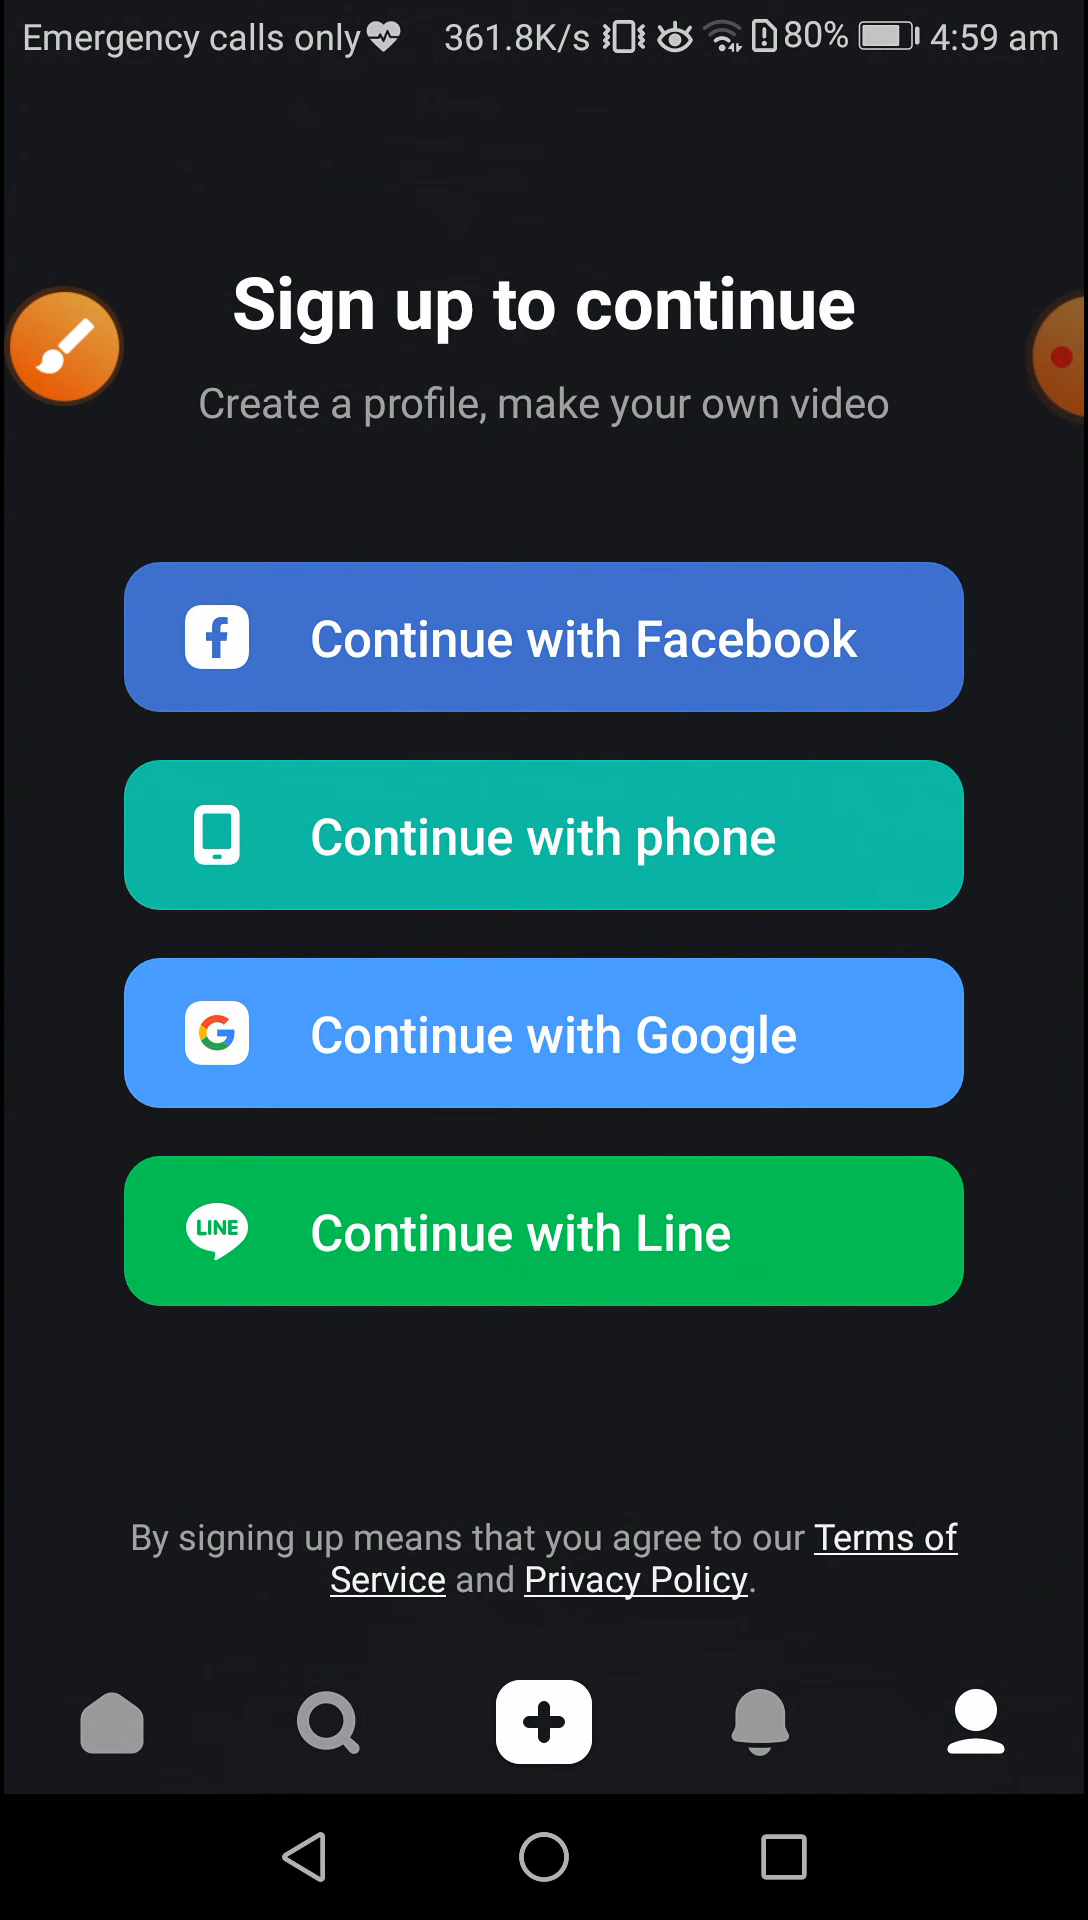 Emergency calls only 361.8K/s 80% 4:59 am
Sign up to continue
Create a profile, make your own video
Continue with Facebook
Continue with phone
Continue with Google
LINE Continue with Line
By signing up means that you agree to our Terms of
Service and Privacy Policy.